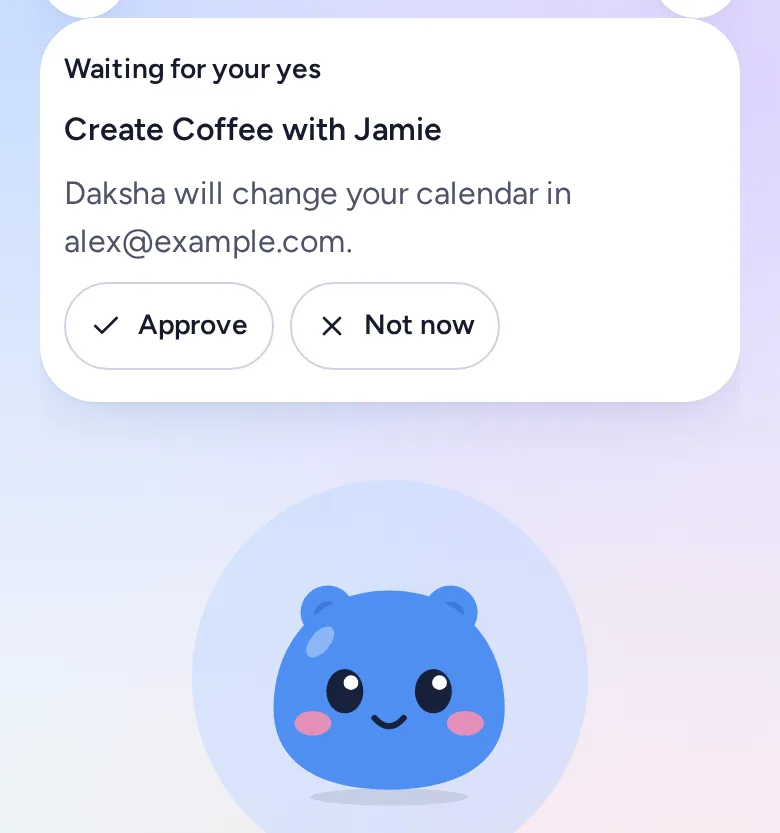 Waiting for your yes
Create Coffee with Jamie
Daksha will change your calendar in
alex@example.com.
Approve
Not now